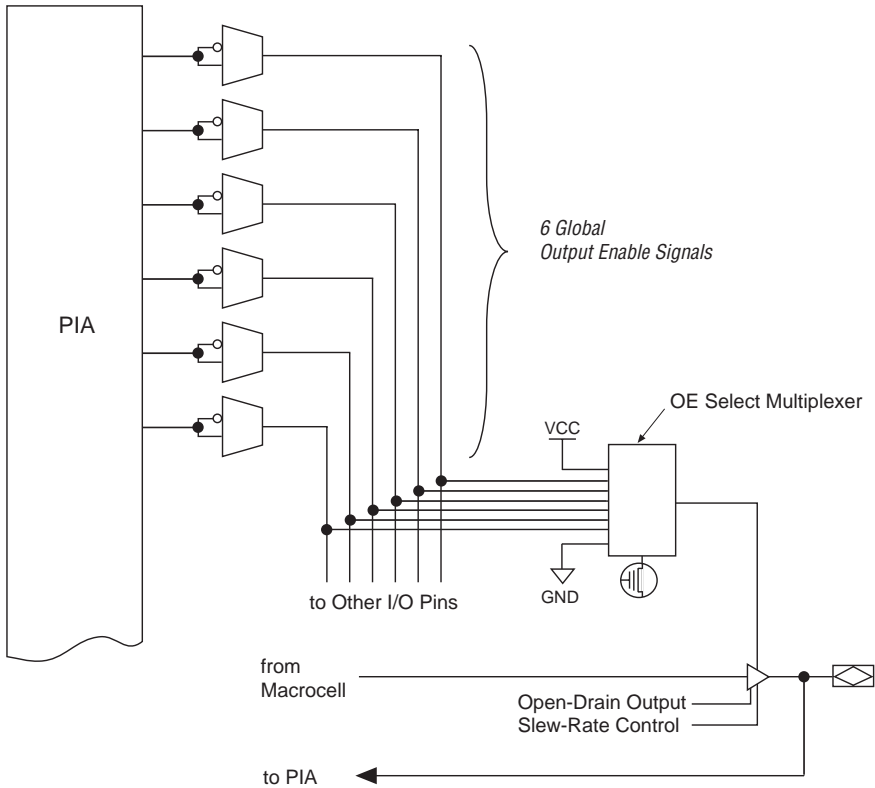 6 Global
Output Enable Signals
PIA
OE Select Multiplexer
VCC
GND
to Other I/O Pins
from
Macrocell
Open-Drain Output
Slew-Rate Control
to PIA